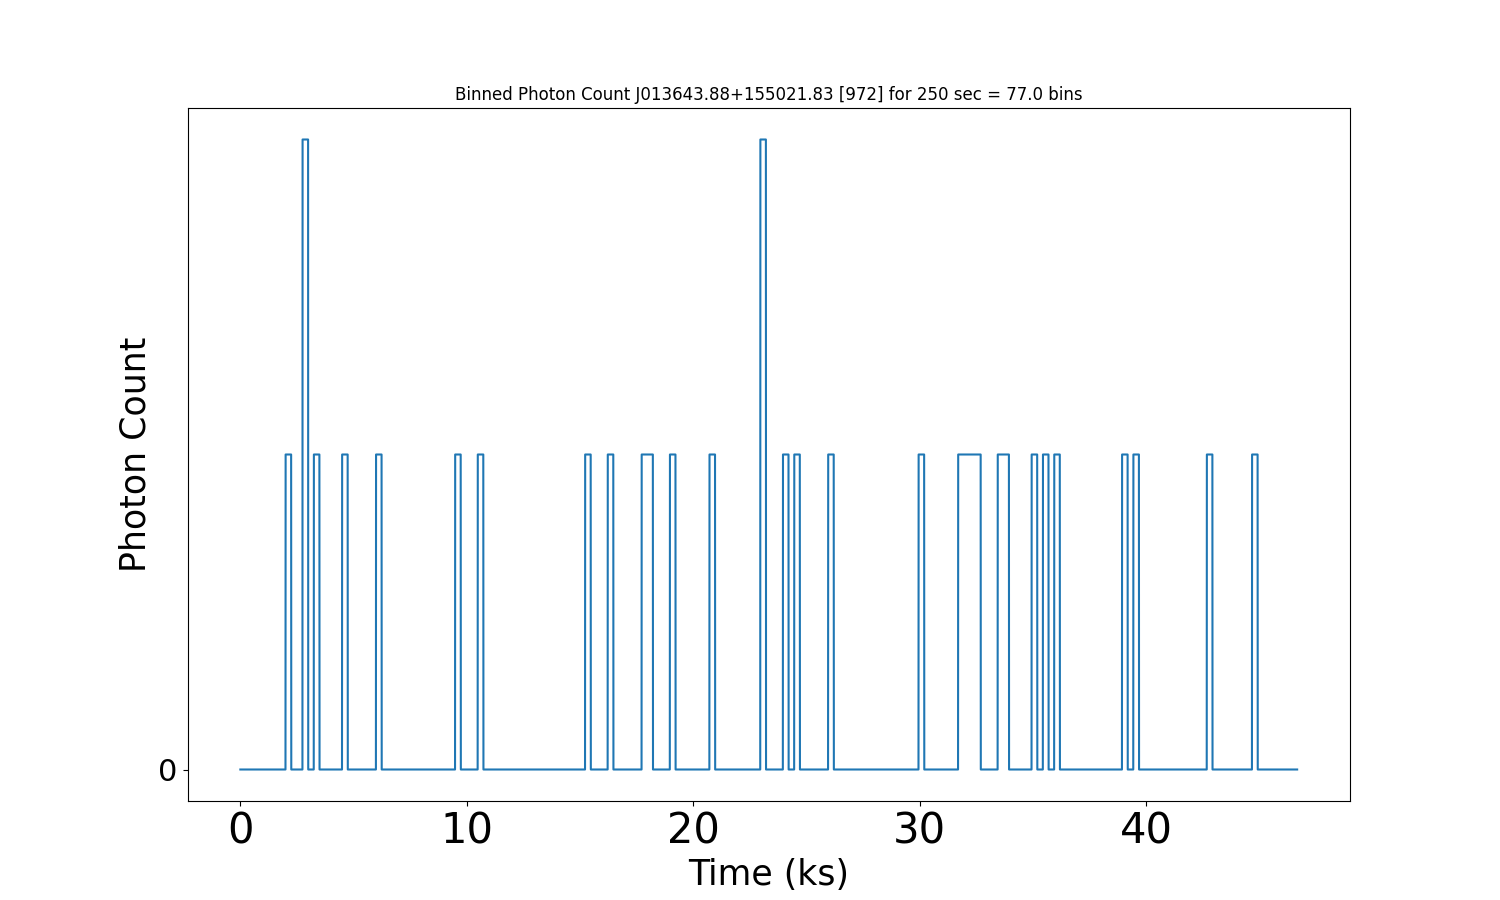 Binned Photon Count J013643.88+155021.83 [972] for 250 sec = 77.0 bins
Photon Count
0
0 10 20 30 40
Time (ks)